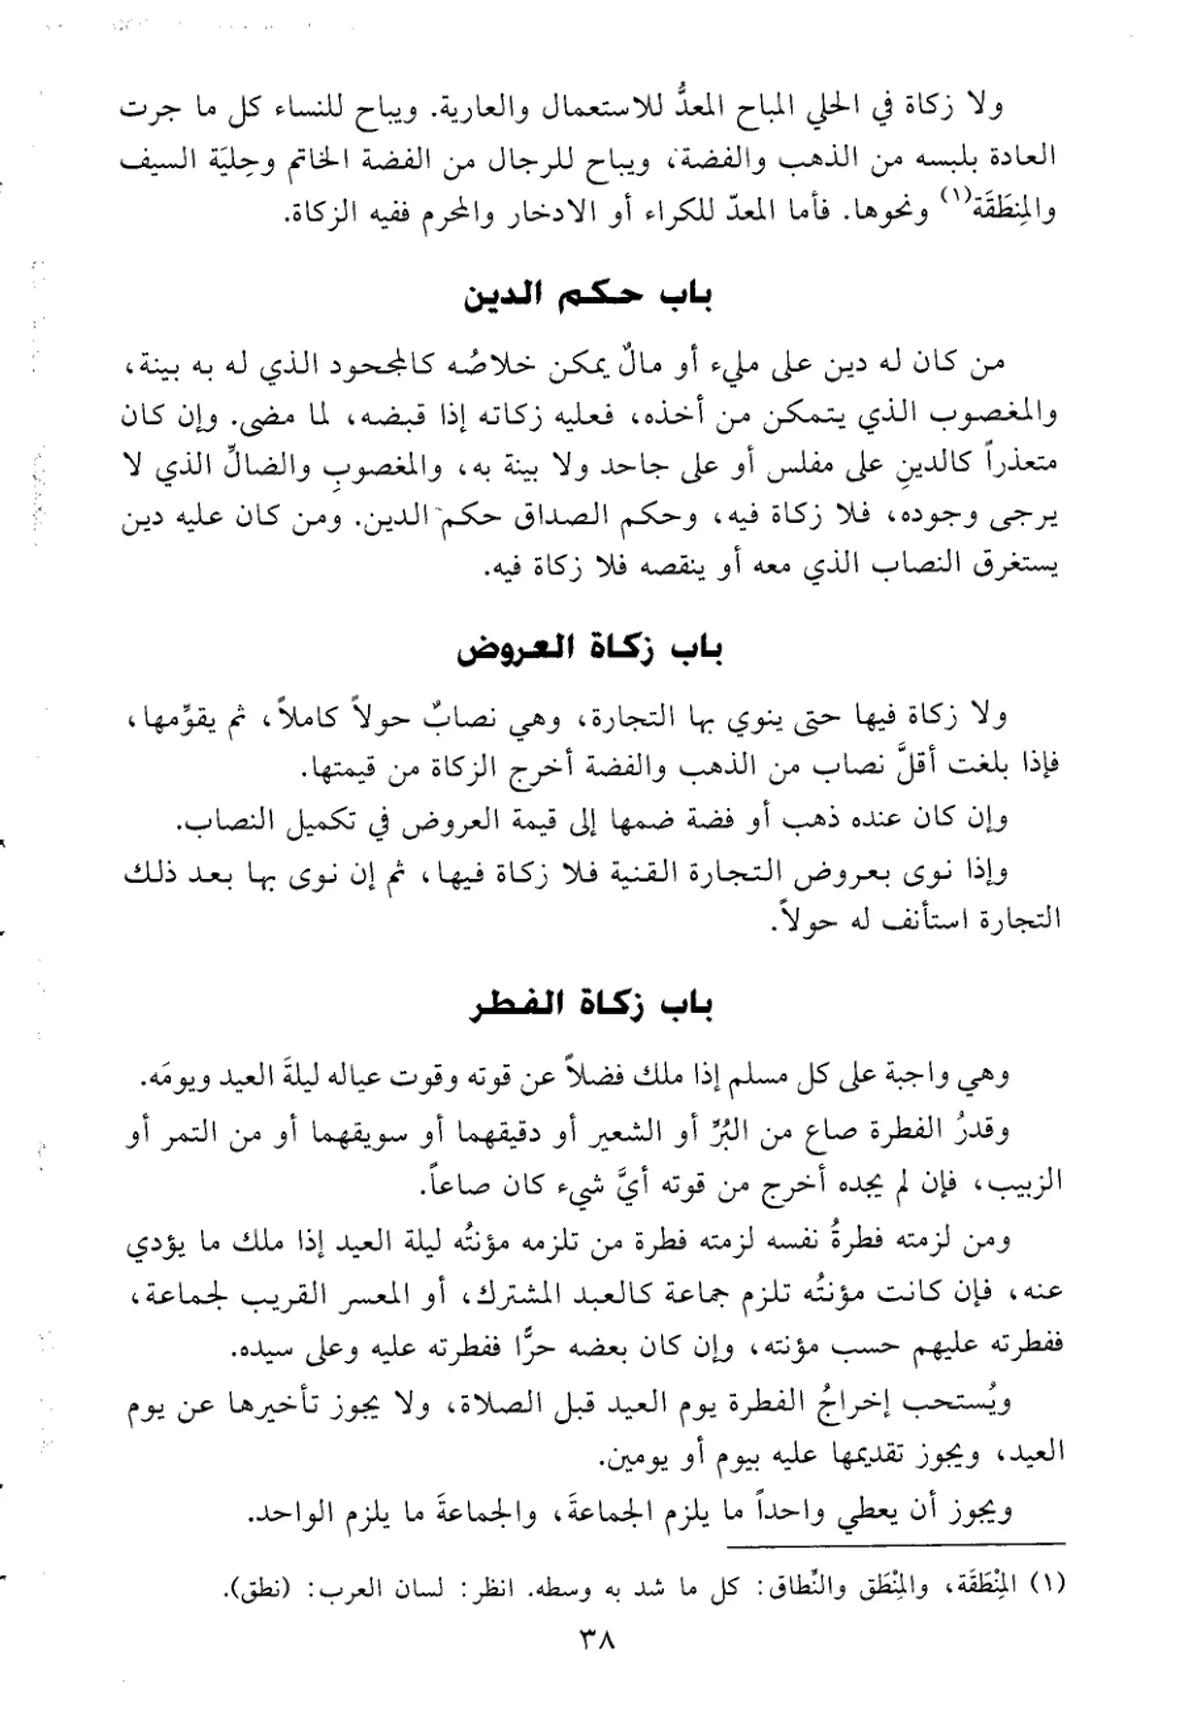 ولا زكاة في الحلي المباح المعدُّ للاستعمال والعارية. ويباح للنساء كل ما جرت
العادة بلبسه من الذهب والفضة، ويباح للرجال من الفضة الخاتم وحِليَة السيف
والمِنطَقَة(١) ونحوها. فأما المعدّ للكراء أو الادخار والمحرم ففيه الزكاة.
باب حكم الدين
من كان له دين على مليء أو مالٌ يمكن خلاصُه كالمجحود الذي له به بينة،
والمغصوب الذي يتمكن من أخذه، فعليه زكاته إذا قبضه، لما مضى. وإن كان
متعذراً كالدينِ على مفلس أو على جاحد ولا بينة به، والمغصوبِ والضالِّ الذي لا
يرجى وجوده، فلا زكاة فيه، وحكم الصداق حكم الدين. ومن كان عليه دين
يستغرق النصاب الذي معه أو ينقصه فلا زكاة فيه.
باب زكاة العروض
ولا زكاة فيها حتى ينوي بها التجارة، وهي نصابٌ حولاً كاملاً، ثم يقوِّمها،
فإذا بلغت أقلَّ نصاب من الذهب والفضة أخرج الزكاة من قيمتها.
وإن كان عنده ذهب أو فضة ضمها إلى قيمة العروض في تكميل النصاب.
وإذا نوى بعروض التجارة القنية فلا زكاة فيها، ثم إن نوى بها بعد ذلك
التجارة استأنف له حولاً.
باب زكاة الفطر
وهي واجبة على كل مسلم إذا ملك فضلاً عن قوته وقوت عياله ليلةَ العيد ويومَه.
وقدرُ الفطرة صاع من البُرِّ أو الشعير أو دقيقهما أو سويقهما أو من التمر أو
الزبيب، فإن لم يجده أخرج من قوته أيَّ شيء كان صاعاً.
ومن لزمته فطرةُ نفسه لزمته فطرة من تلزمه مؤنتُه ليلة العيد إذا ملك ما يؤدي
عنه، فإن كانت مؤنتُه تلزم جماعة كالعبد المشترك، أو المعسر القريب لجماعة،
ففطرته عليهم حسب مؤنته، وإن كان بعضه حرَّا ففطرته عليه وعلى سيده.
ويُستحب إخراجُ الفطرة يوم العيد قبل الصلاة، ولا يجوز تأخيرها عن يوم
العيد، ويجوز تقديمها عليه بيوم أو يومين.
ويجوز أن يعطي واحداً ما يلزم الجماعةَ، والجماعةَ ما يلزم الواحد.
(١) المِنْطَقَة، والمِنْطَق والنِّطاق: كل ما شد به وسطه. انظر: لسان العرب: (نطق).
٣٨